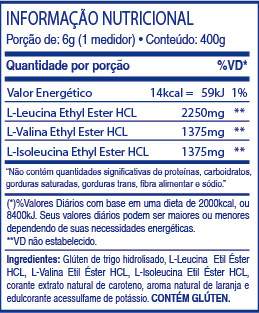 INFORMAÇÃO NUTRICIONAL
Porção de: 6g (1 medidor) • Conteúdo: 400g
Quantidade por porção %VD*
Valor Energético 14kcal = 59kJ 1%
L-Leucina Ethyl Ester HCL 2250mg **
L-Valina Ethyl Ester HCL 1375mg **
L-Isoleucina Ethyl Ester HCL 1375mg **
"Não contém quantidades significativas de proteínas, carboidratos,
gorduras saturadas, gorduras trans, fibra alimentar e sódio."
(*)%Valores Diários com base em uma dieta de 2000kcal, ou
8400kJ. Seus valores diários podem ser maiores ou menores
dependendo de suas necessidades energéticas.
**VD não estabelecido.
Ingredientes: Glúten de trigo hidrolisado, L-Leucina Etil Éster
HCL, L-Valina Etil Éster HCL, L-Isoleucina Etil Éster HCL,
corante extrato natural de caroteno, aroma natural de laranja e
edulcorante acessulfame de potássio. CONTÉM GLÚTEN.